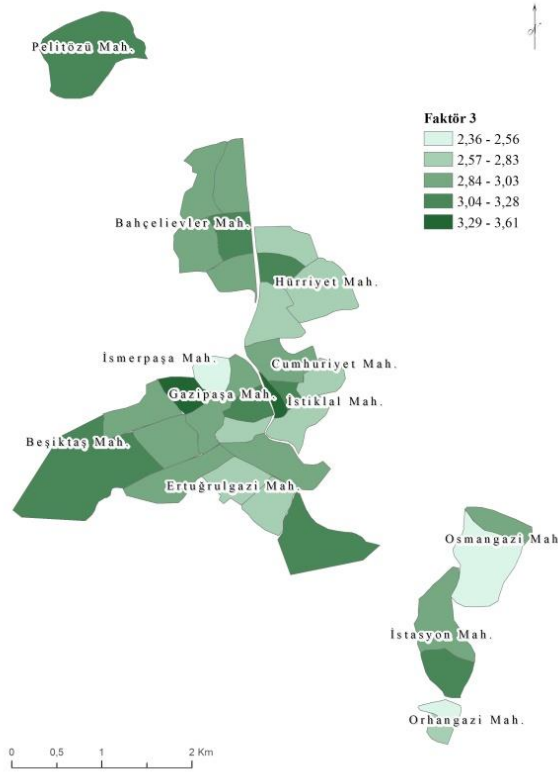 Pelitözü Mah.
Faktör 3
2,36 - 2,56
2,57 - 2,83
2,84 - 3,03
3,04 - 3,28
3,29 - 3,61
Bahçelievler Mah.
Hürriyet Mah.
İsmerpaşa Mah.
Cumhuriyet Mah.
Gazipaşa Mah.
İstiklal Mah.
Beşiktaş Mah.
Ertuğrulgazi Mah.
Osmangazi Mah
İstasyon Mah.
Orhangazi Mah.
0 0,5 1 2 Km